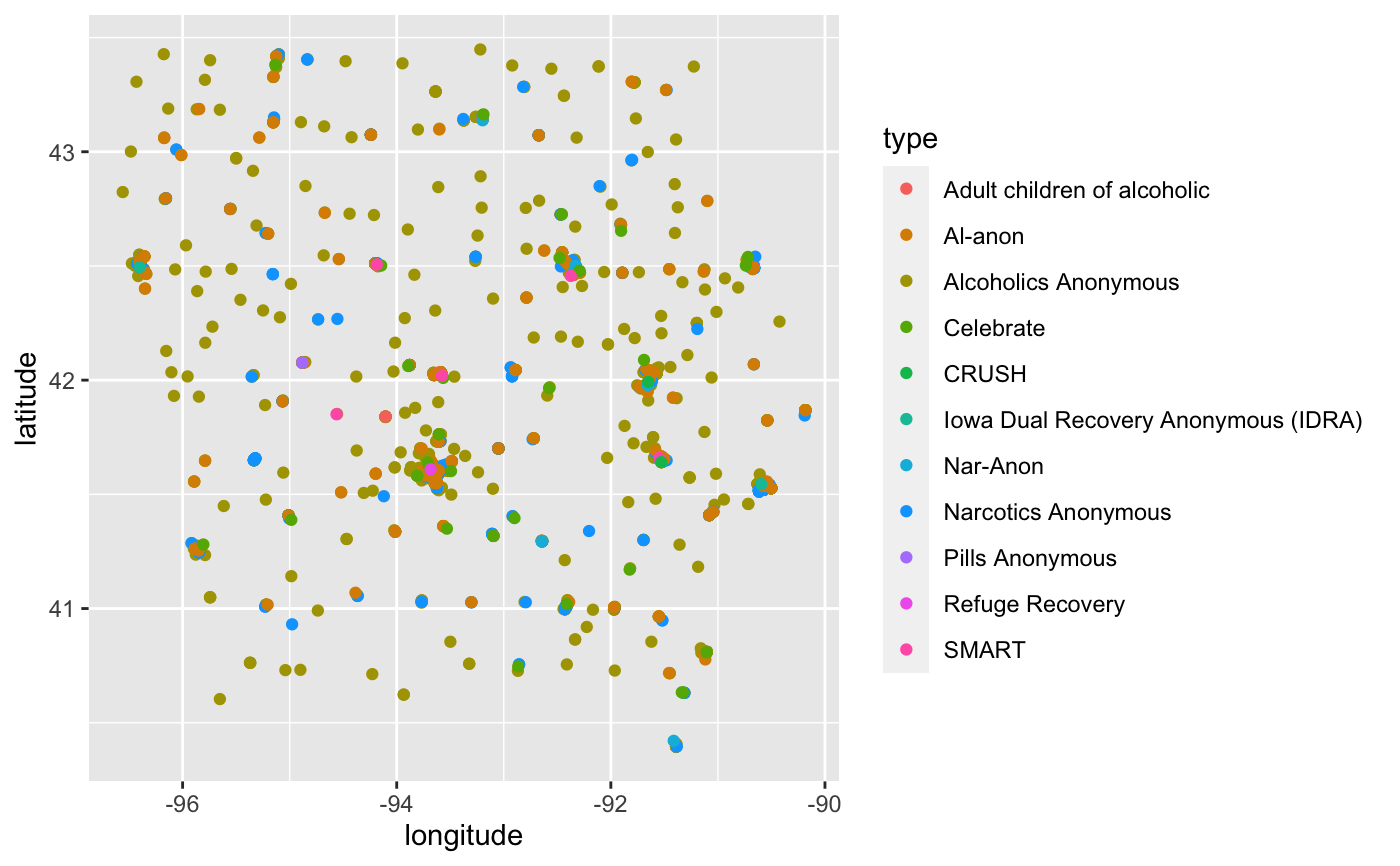 43
42
41
latitude
-96
-94
-92
-90
longitude
type
Adult children of alcoholic
Al-anon
Alcoholics Anonymous
Celebrate
CRUSH
Iowa Dual Recovery Anonymous (IDRA)
Nar-Anon
Narcotics Anonymous
Pills Anonymous
Refuge Recovery
SMART